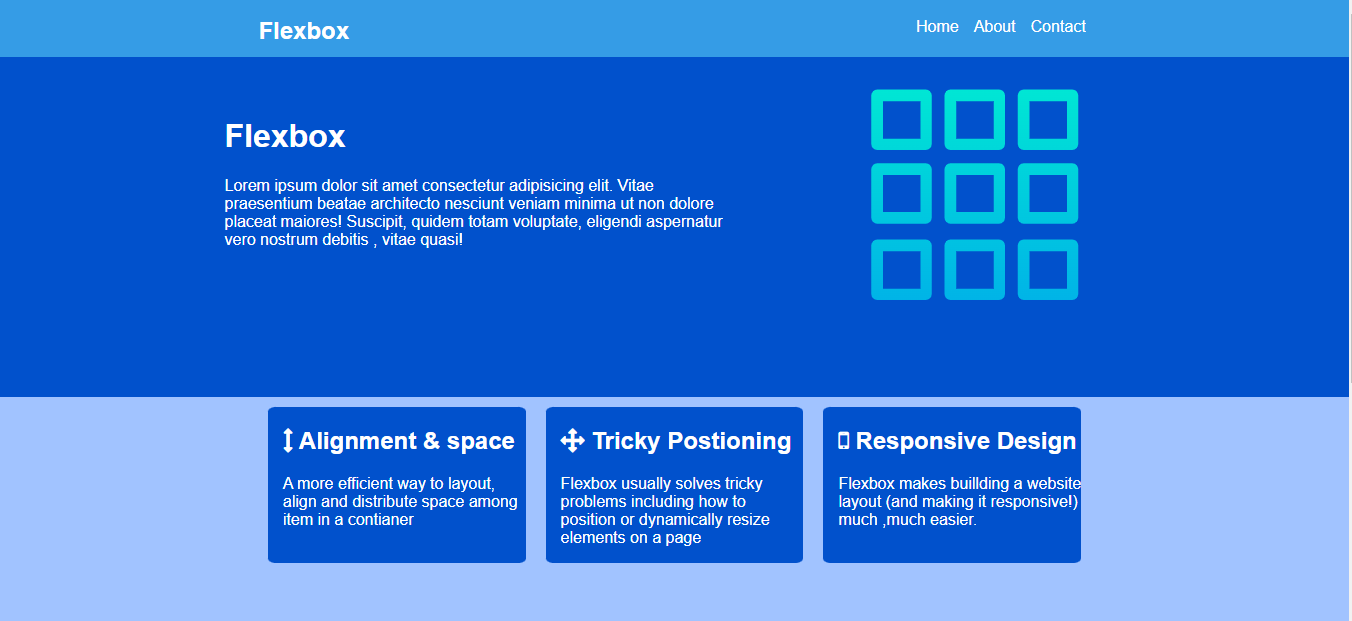 Flexbox
Home About Contact
Flexbox
Lorem ipsum dolor sit amet consectetur adipisicing elit. Vitae
praesentium beatae architecto nesciunt veniam minima ut non dolore
placeat maiores! Suscipit, quidem totam voluptate, eligendi aspernatur
vero nostrum debitis , vitae quasi!
Alignment & space
A more efficient way to layout,
align and distribute space among
item in a contianer
Tricky Postioning
Flexbox usually solves tricky
problems including how to
position or dynamically resize
elements on a page
Responsive Design
Flexbox makes buillding a website
layout (and making it responsive!)
much ,much easier.